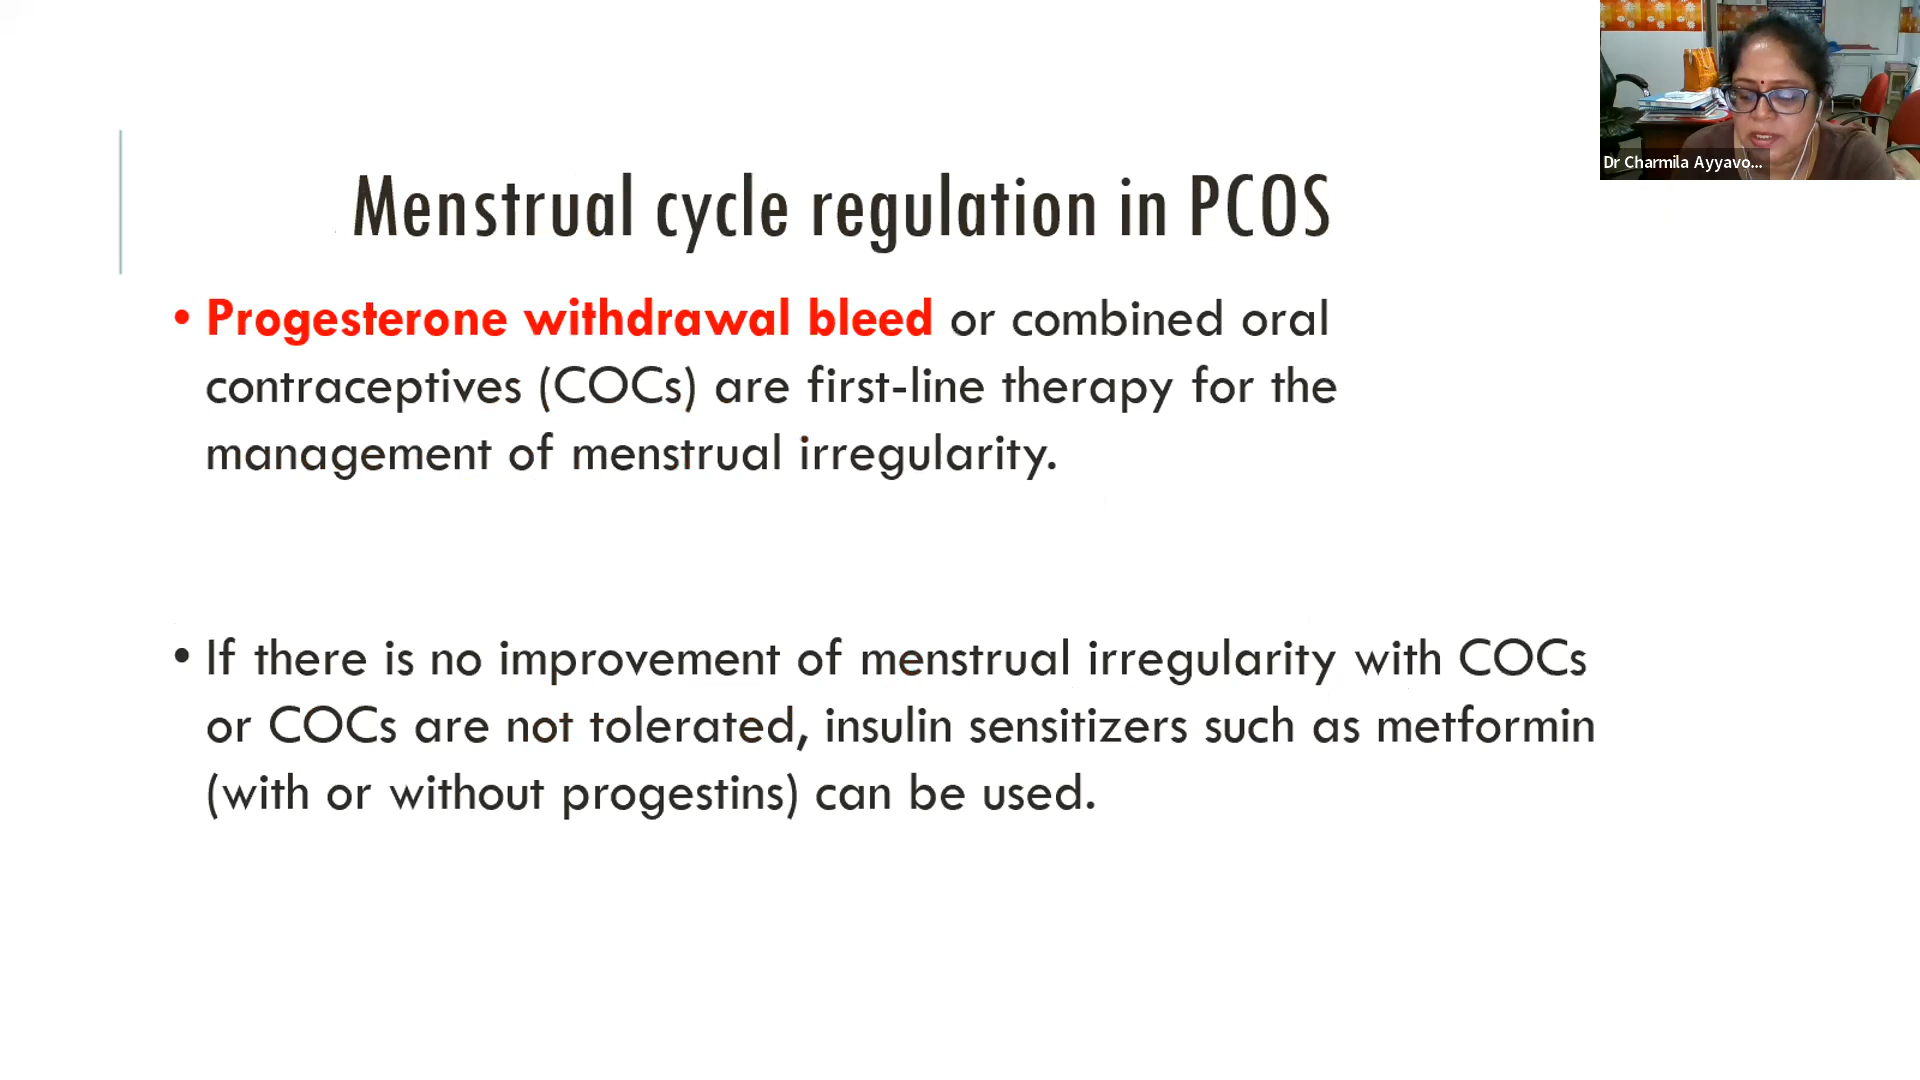 Menstrual cycle regulation in PCOS
• Progesterone withdrawal bleed or combined oral
contraceptives (COCs) are first-line therapy for the
management of menstrual irregularity.
• If there is no improvement of menstrual irregularity with COCs
or COCs are not tolerated, insulin sensitizers such as metformin
(with or without progestins) can be used.
Dr Charmila Ayyavo...